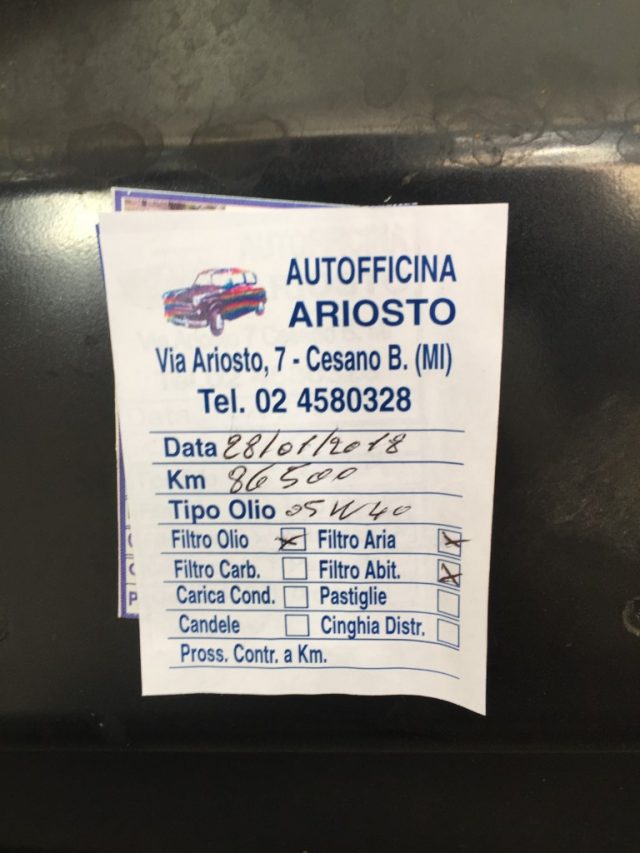 AUTOFFICINA
ARIOSTO
Via Ariosto, 7 - Cesano B. (MI)
Tel. 02 4580328
Data 28/01/2018
Km 86500
Tipo Olio 05W40
Filtro Olio x Filtro Aria x
Filtro Carb. Filtro Abit. x
Carica Cond. Pastiglie
Candele Cinghia Distr.
Pross. Contr. a Km.
P